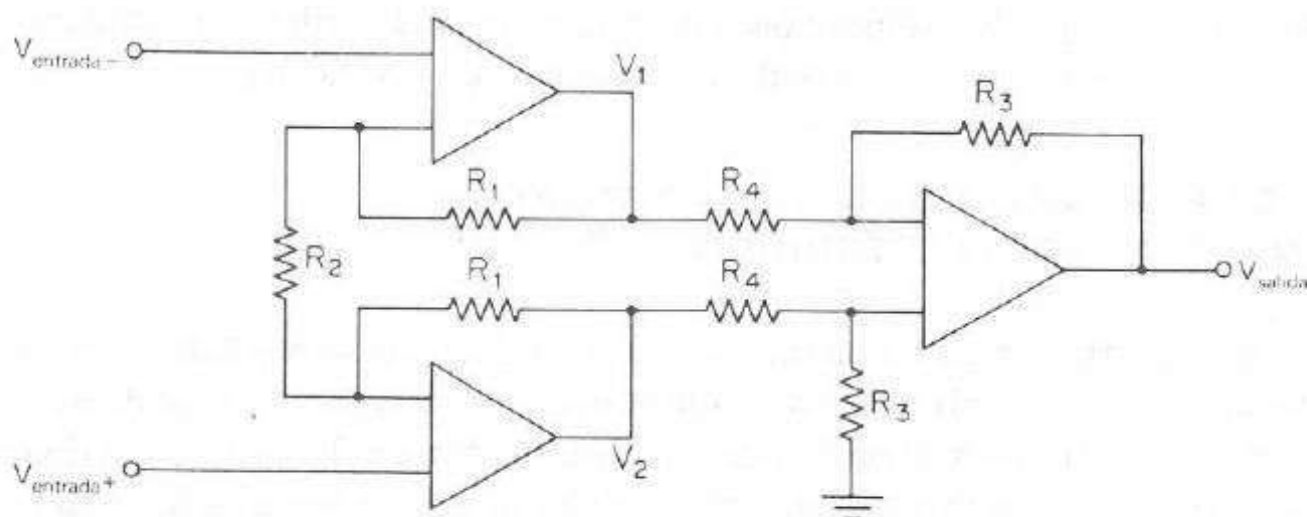 V entrada-
V1
R3
R1
R4
R2
R1
R4
V salida
R3
V2
V entrada+